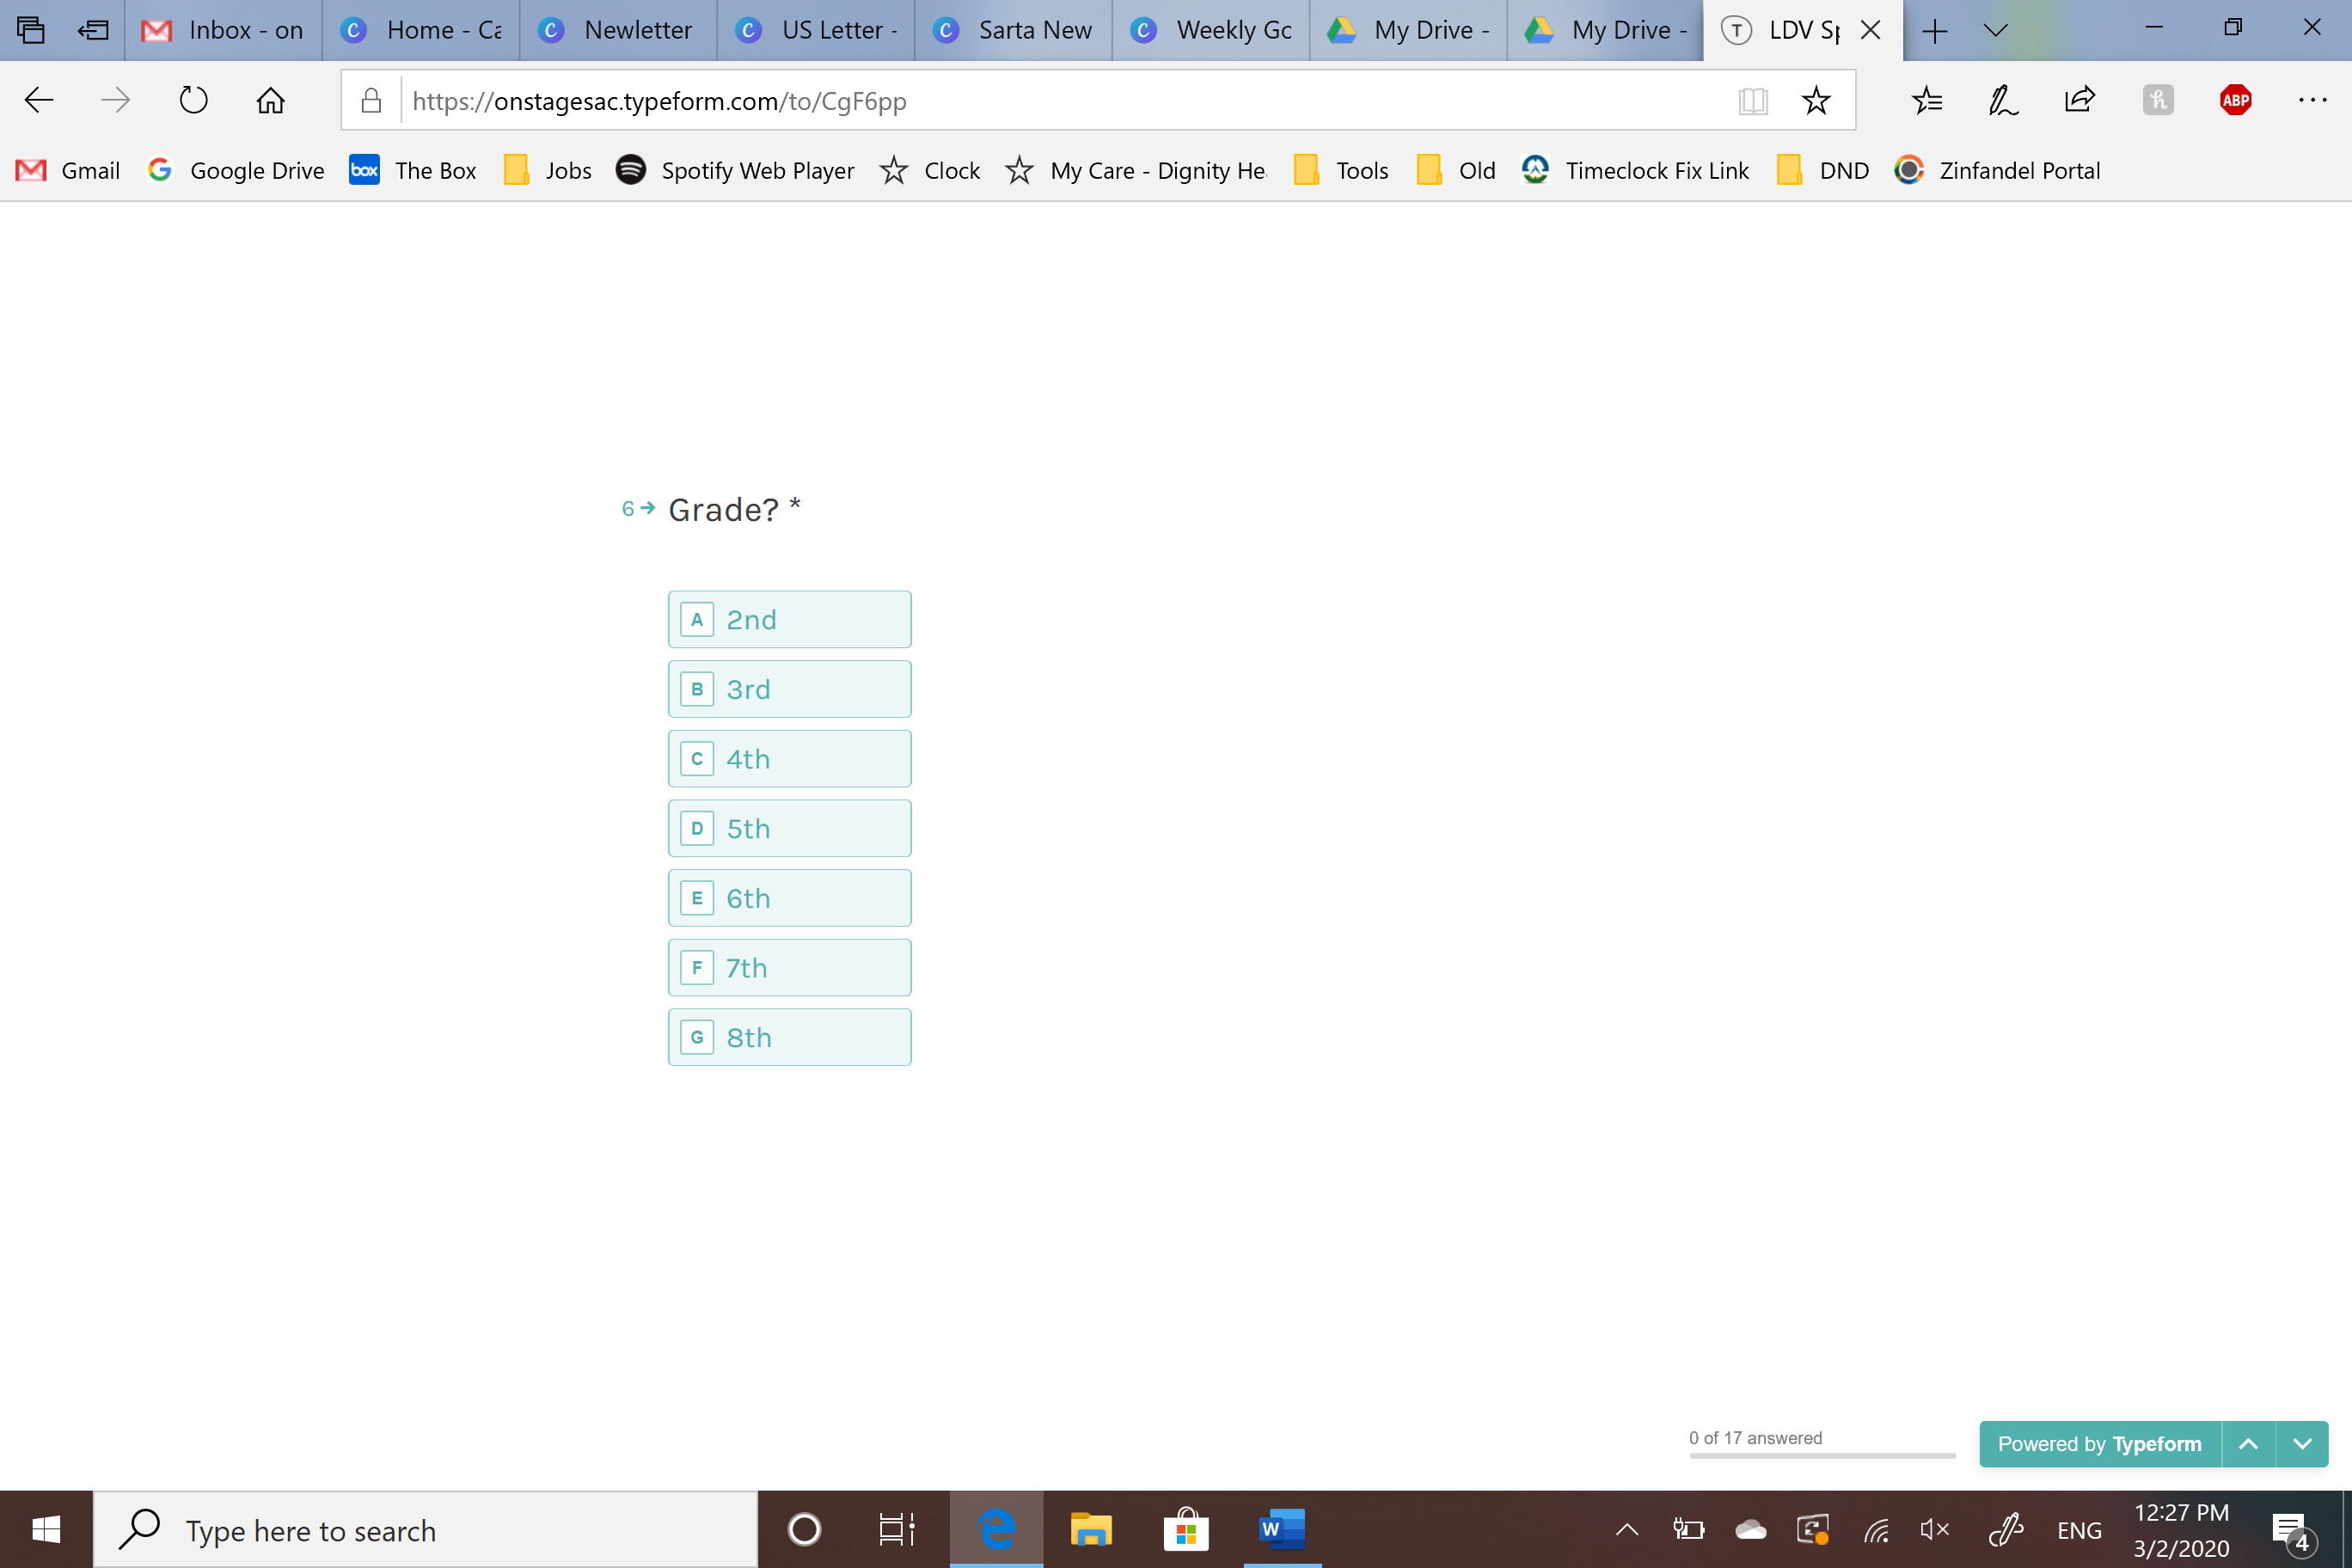 Inbox - on
Home - Ca
Newletter
US Letter -
Sarta New
Weekly Go
My Drive -
My Drive -
T
LDV Sp
https://onstagesac.typeform.com/to/CgF6pp
h
ABP
Gmail
Google Drive
box
The Box
Jobs
Spotify Web Player
Clock
My Care - Dignity He
Tools
Old
Timeclock Fix Link
DND
Zinfandel Portal
6 → Grade? *
A 2nd
B 3rd
C 4th
D 5th
E 6th
F 7th
G 8th
0 of 17 answered
Powered by Typeform
Type here to search
W
ENG
12:27 PM
3/2/2020
4